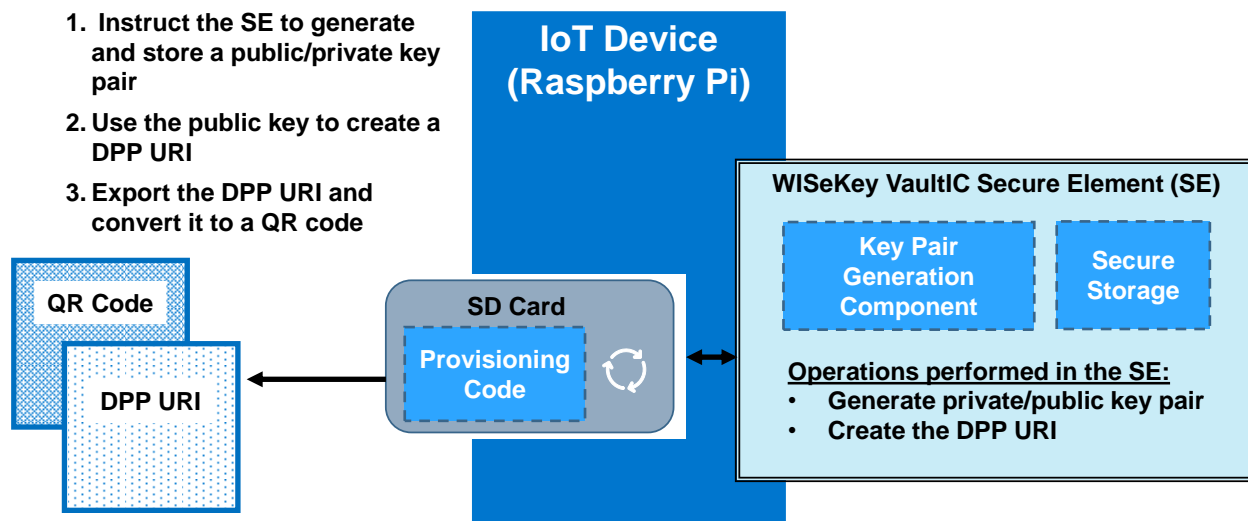 1. Instruct the SE to generate
and store a public/private key
pair
2. Use the public key to create a
DPP URI
3. Export the DPP URI and
convert it to a QR code
IoT Device
(Raspberry Pi)
WISeKey VaultIC Secure Element (SE)
Key Pair
Generation
Component
Secure
Storage
Operations performed in the SE:
• Generate private/public key pair
• Create the DPP URI
SD Card
Provisioning
Code
QR Code
DPP URI